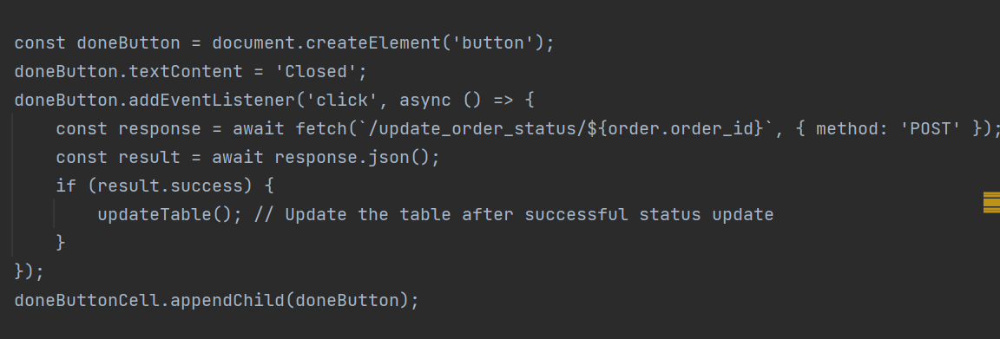 const doneButton = document.createElement('button');
doneButton.textContent = 'Closed';
doneButton.addEventListener('click', async () => {
    const response = await fetch(`/update_order_status/${order.order_id}`, { method: 'POST' });
    const result = await response.json();
    if (result.success) {
        updateTable(); // Update the table after successful status update
    }
});
doneButtonCell.appendChild(doneButton);